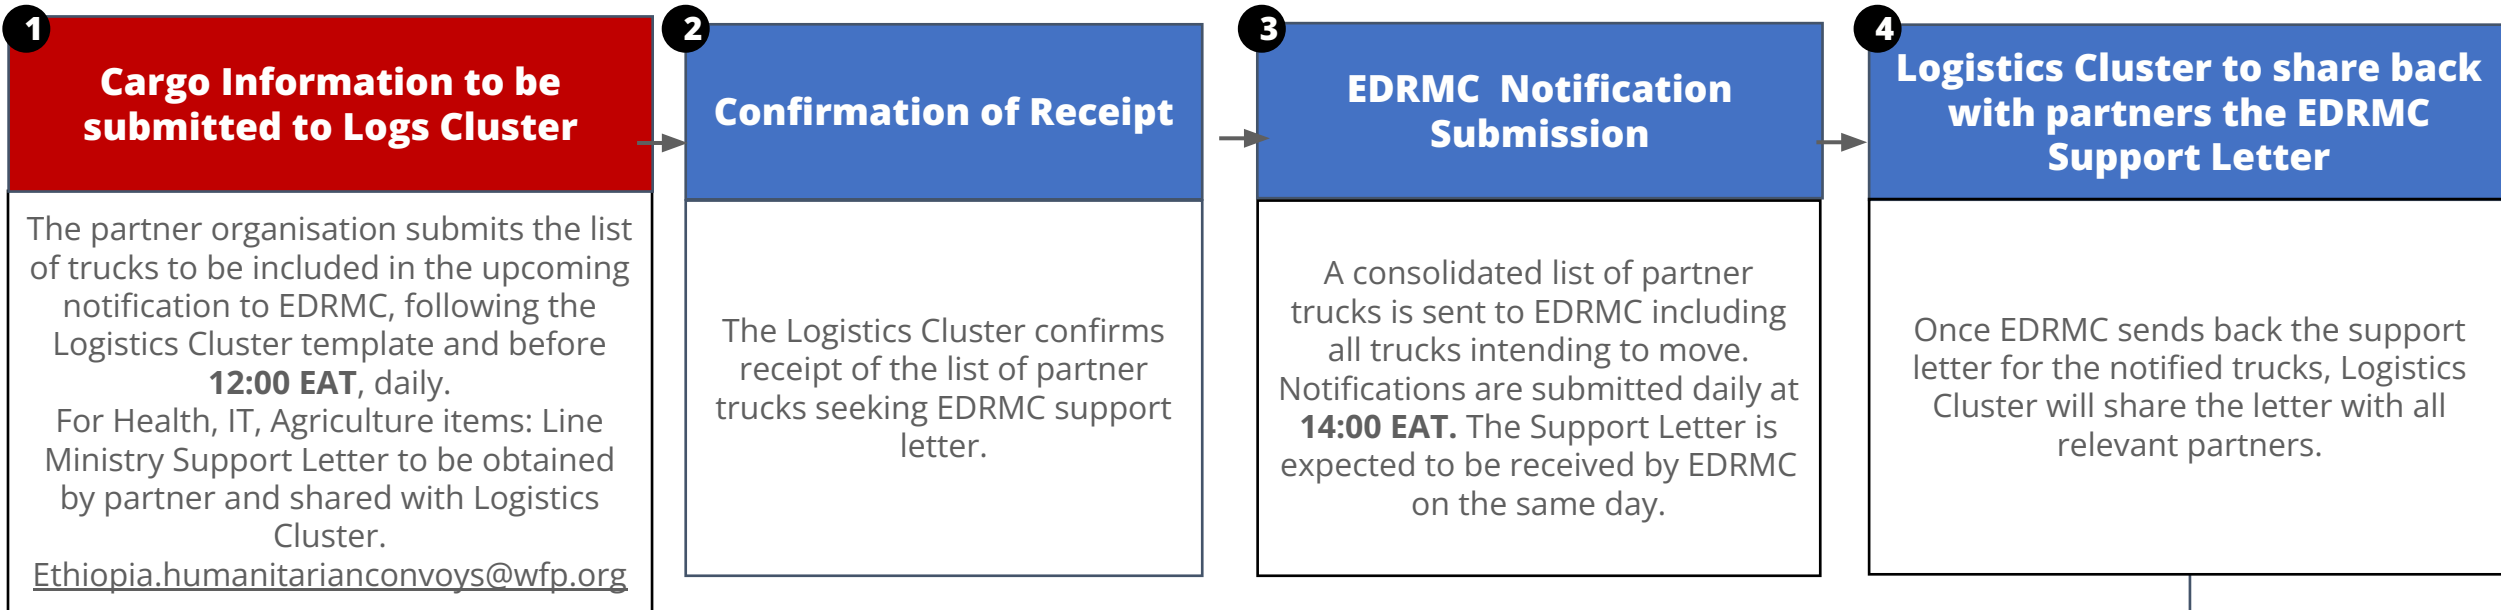 1
Cargo Information to be
submitted to Logs Cluster
The partner organisation submits the list
of trucks to be included in the upcoming
notification to EDRMC, following the
Logistics Cluster template and before
12:00 EAT, daily.
For Health, IT, Agriculture items: Line
Ministry Support Letter to be obtained
by partner and shared with Logistics
Cluster.
Ethiopia.humanitarianconvoys@wfp.org
2
Confirmation of Receipt
The Logistics Cluster confirms
receipt of the list of partner
trucks seeking EDRMC support
letter.
3
EDRMC Notification
Submission
A consolidated list of partner
trucks is sent to EDRMC including
all trucks intending to move.
Notifications are submitted daily at
14:00 EAT. The Support Letter is
expected to be received by EDRMC
on the same day.
4
Logistics Cluster to share back
with partners the EDRMC
Support Letter
Once EDRMC sends back the support
letter for the notified trucks, Logistics
Cluster will share the letter with all
relevant partners.